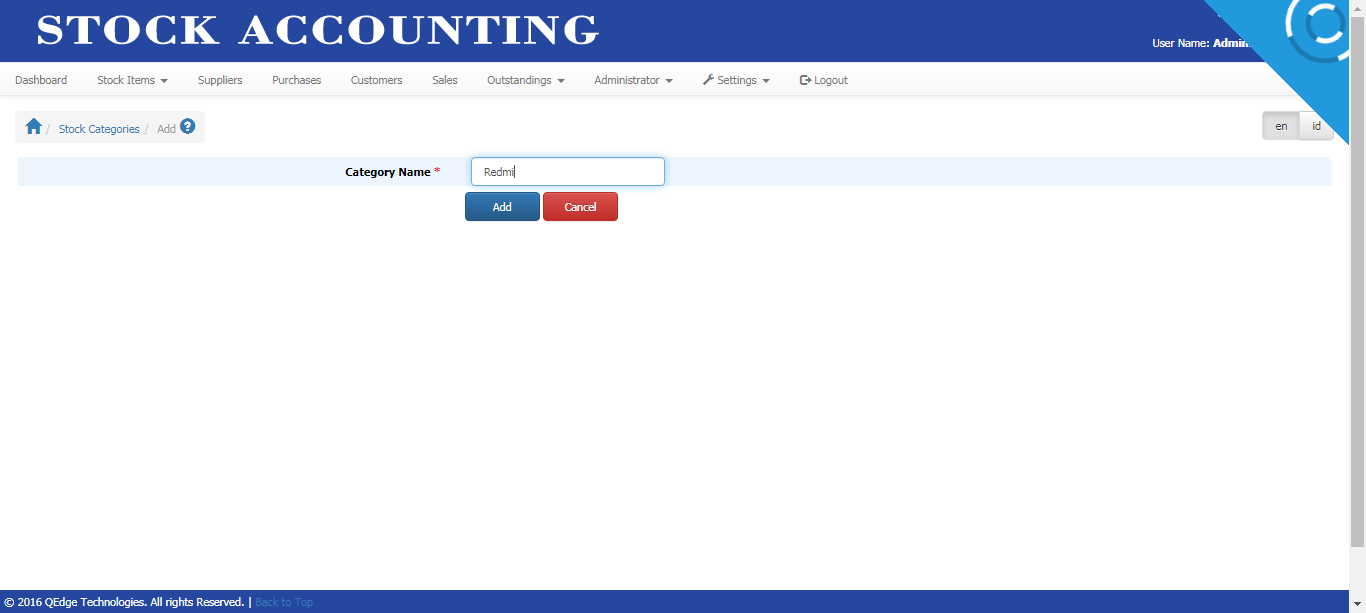 STOCK ACCOUNTING
User Name: Admin
Dashboard Stock Items Suppliers Purchases Customers Sales Outstandings Administrator Settings Logout
/ Stock Categories / Add ?
en id
Category Name * Redmi
Add Cancel
© 2016 QEdge Technologies. All rights Reserved. | Back to Top